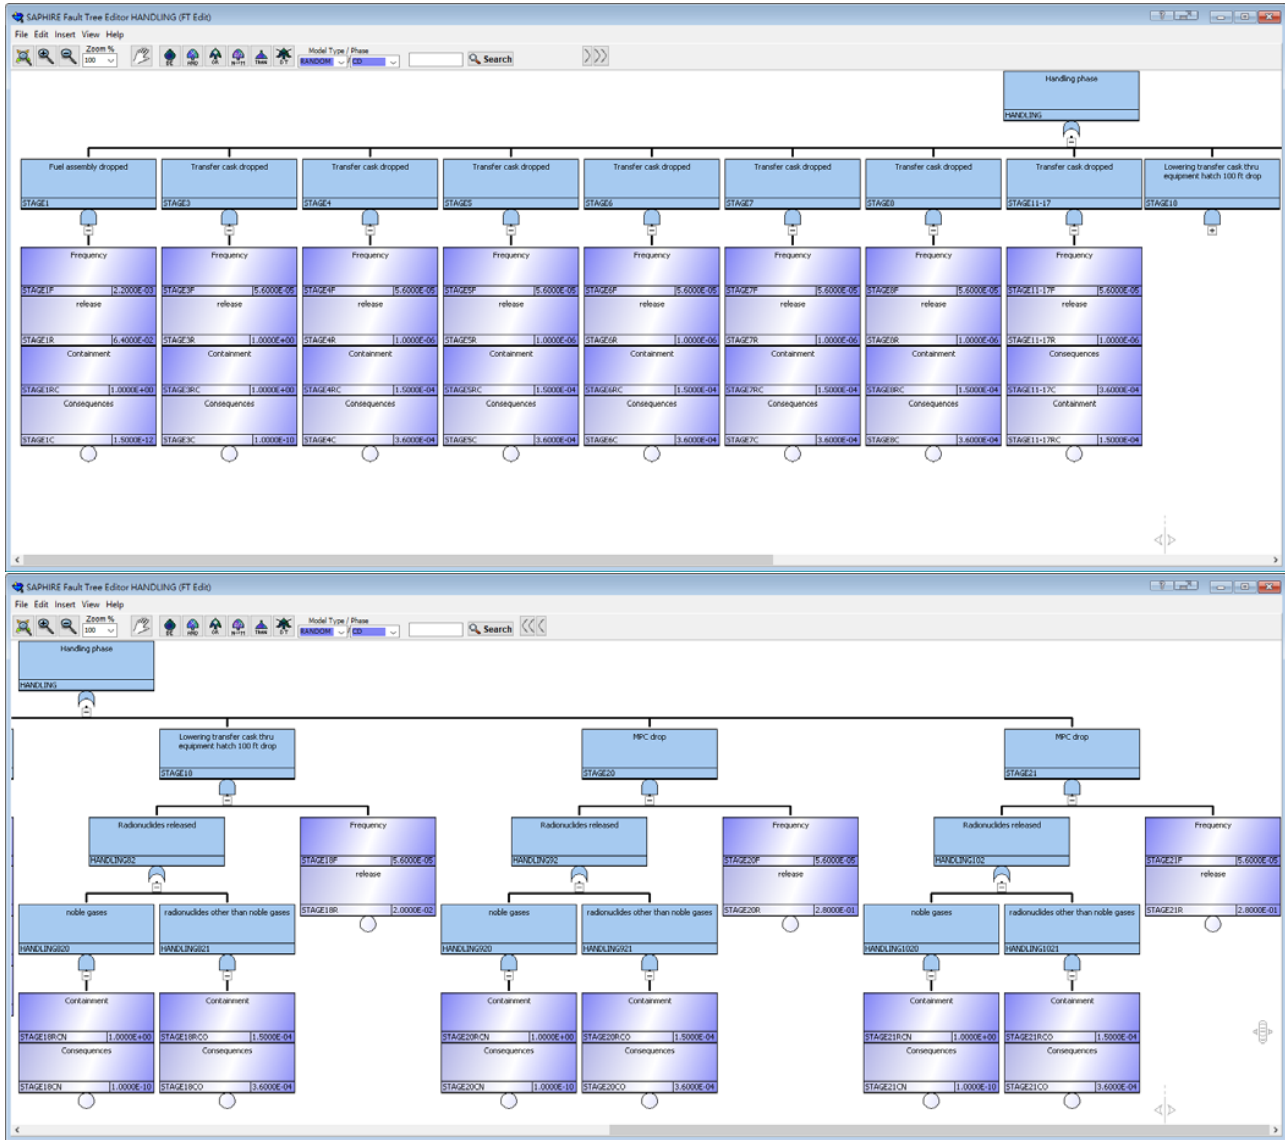 SAPHIRE Fault Tree Editor HANDLING (FT Edit)
File Edit Insert View Help
Zoom %
100
BE AND OR N/M TRAN DT
Model Type / Phase
RANDOM / CD
Search
Handling phase
HANDLING
Fuel assembly dropped
STAGE1
Transfer cask dropped
STAGE3
Transfer cask dropped
STAGE4
Transfer cask dropped
STAGE5
Transfer cask dropped
STAGE6
Transfer cask dropped
STAGE7
Transfer cask dropped
STAGE8
Transfer cask dropped
STAGE11-17
Lowering transfer cask thru
equipment hatch 100 ft drop
STAGE18
Frequency
STAGE1F 2.2000E-03
release
STAGE1R 6.4000E-02
Containment
STAGE1RC 1.0000E+00
Consequences
STAGE1C 1.5000E-12
Frequency
STAGE3F 5.6000E-05
release
STAGE3R 1.0000E+00
Containment
STAGE3RC 1.0000E+00
Consequences
STAGE3C 1.0000E-10
Frequency
STAGE4F 5.6000E-05
release
STAGE4R 1.0000E-06
Containment
STAGE4RC 1.5000E-04
Consequences
STAGE4C 3.6000E-04
Frequency
STAGE5F 5.6000E-05
release
STAGE5R 1.0000E-06
Containment
STAGE5RC 1.5000E-04
Consequences
STAGE5C 3.6000E-04
Frequency
STAGE6F 5.6000E-05
release
STAGE6R 1.0000E-06
Containment
STAGE6RC 1.5000E-04
Consequences
STAGE6C 3.6000E-04
Frequency
STAGE7F 5.6000E-05
release
STAGE7R 1.0000E-06
Containment
STAGE7RC 1.5000E-04
Consequences
STAGE7C 3.6000E-04
Frequency
STAGE8F 5.6000E-05
release
STAGE8R 1.0000E-06
Containment
STAGE8RC 1.5000E-04
Consequences
STAGE8C 3.6000E-04
Frequency
STAGE11-17F 5.6000E-05
release
STAGE11-17R 1.0000E-06
Consequences
STAGE11-17C 3.6000E-04
Containment
STAGE11-17RC 1.5000E-04
SAPHIRE Fault Tree Editor HANDLING (FT Edit)
File Edit Insert View Help
Zoom %
100
BE AND OR N/M TRAN DT
Model Type / Phase
RANDOM / CD
Search
Handling phase
HANDLING
Lowering transfer cask thru
equipment hatch 100 ft drop
STAGE18
MPC drop
STAGE20
MPC drop
STAGE21
Radionuclides released
HANDLING82
Frequency
STAGE18F 5.6000E-05
release
STAGE18R 2.0000E-02
Radionuclides released
HANDLING92
Frequency
STAGE20F 5.6000E-05
release
STAGE20R 2.8000E-01
Radionuclides released
HANDLING102
Frequency
STAGE21F 5.6000E-05
release
STAGE21R 2.8000E-01
noble gases
HANDLING820
radionuclides other than noble gases
HANDLING821
noble gases
HANDLING920
radionuclides other than noble gases
HANDLING921
noble gases
HANDLING1020
radionuclides other than noble gases
HANDLING1021
Containment
STAGE18RCN 1.0000E+00
Consequences
STAGE18CN 1.0000E-10
Containment
STAGE18RCO 1.5000E-04
Consequences
STAGE18CO 3.6000E-04
Containment
STAGE20RCN 1.0000E+00
Consequences
STAGE20CN 1.0000E-10
Containment
STAGE20RCO 1.5000E-04
Consequences
STAGE20CO 3.6000E-04
Containment
STAGE21RCN 1.0000E+00
Consequences
STAGE21CN 1.0000E-10
Containment
STAGE21RCO 1.5000E-04
Consequences
STAGE21CO 3.6000E-04